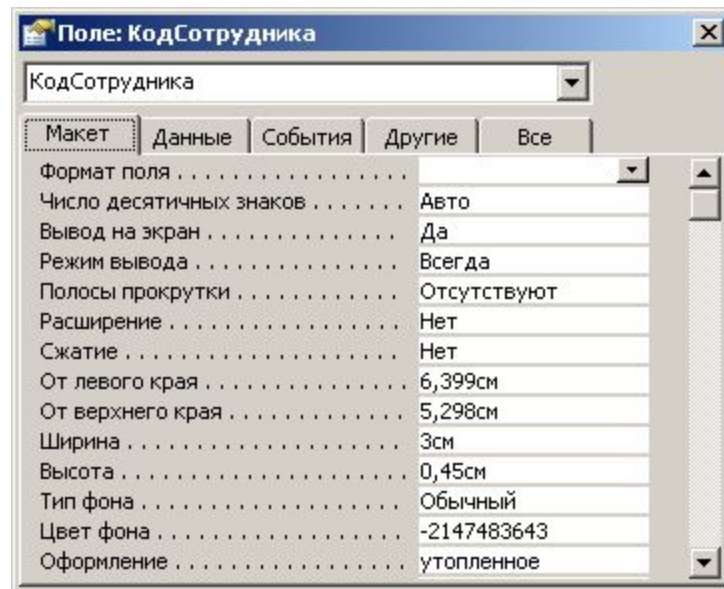 Поле: КодСотрудника
КодСотрудника
Макет Данные События Другие Все
Формат поля . . . . . . . . . . . . . . . . . .
Число десятичных знаков . . . . . . . Авто
Вывод на экран . . . . . . . . . . . . . . Да
Режим вывода . . . . . . . . . . . . . . . . Всегда
Полосы прокрутки . . . . . . . . . . . . . Отсутствуют
Расширение . . . . . . . . . . . . . . . . . . Нет
Сжатие . . . . . . . . . . . . . . . . . . . . . Нет
От левого края . . . . . . . . . . . . . . . 6,399см
От верхнего края . . . . . . . . . . . . . 5,298см
Ширина . . . . . . . . . . . . . . . . . . . . . 3см
Высота . . . . . . . . . . . . . . . . . . . . . 0,45см
Тип фона . . . . . . . . . . . . . . . . . . . . Обычный
Цвет фона . . . . . . . . . . . . . . . . . . . -2147483643
Оформление . . . . . . . . . . . . . . . . . . утопленное